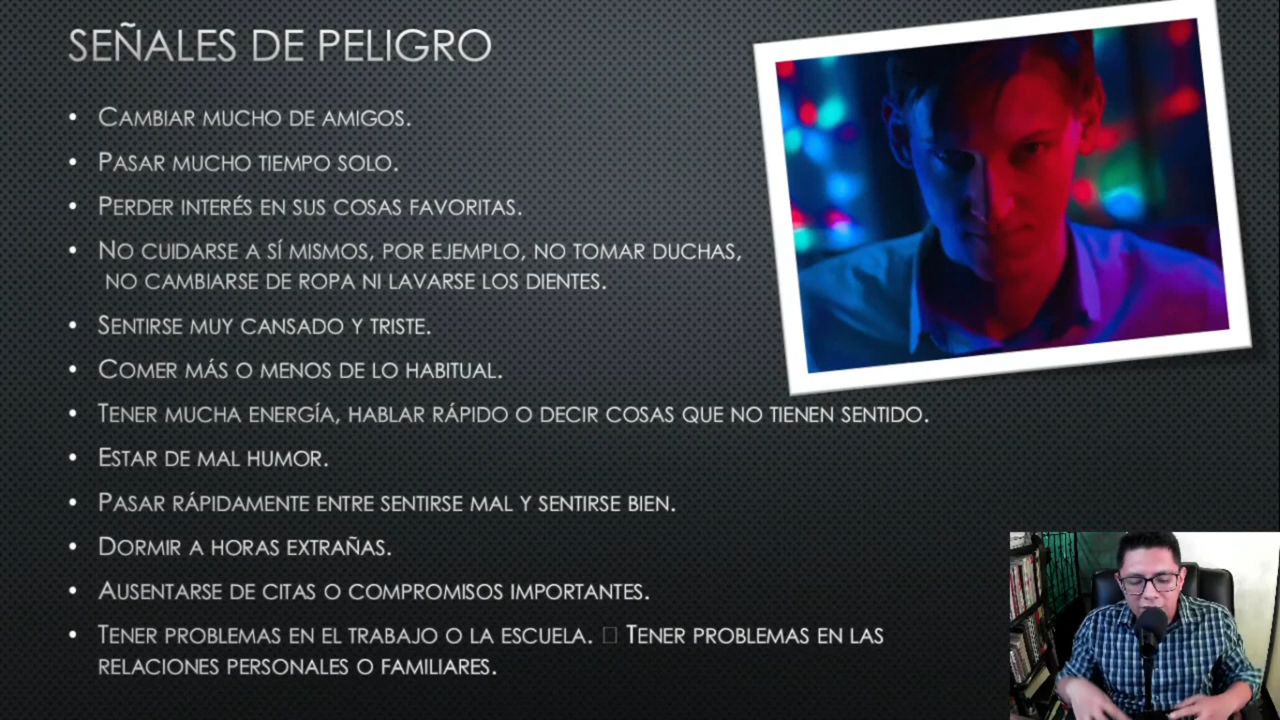 SEÑALES DE PELIGRO
• CAMBIAR MUCHO DE AMIGOS.
• PASAR MUCHO TIEMPO SOLO.
• PERDER INTERÉS EN SUS COSAS FAVORITAS.
• NO CUIDARSE A SÍ MISMOS, POR EJEMPLO, NO TOMAR DUCHAS,
NO CAMBIARSE DE ROPA NI LAVARSE LOS DIENTES.
• SENTIRSE MUY CANSADO Y TRISTE.
• COMER MÁS O MENOS DE LO HABITUAL.
• TENER MUCHA ENERGÍA, HABLAR RÁPIDO O DECIR COSAS QUE NO TIENEN SENTIDO.
• ESTAR DE MAL HUMOR.
• PASAR RÁPIDAMENTE ENTRE SENTIRSE MAL Y SENTIRSE BIEN.
• DORMIR A HORAS EXTRAÑAS.
• AUSENTARSE DE CITAS O COMPROMISOS IMPORTANTES.
• TENER PROBLEMAS EN EL TRABAJO O LA ESCUELA. □ TENER PROBLEMAS EN LAS
RELACIONES PERSONALES O FAMILIARES.